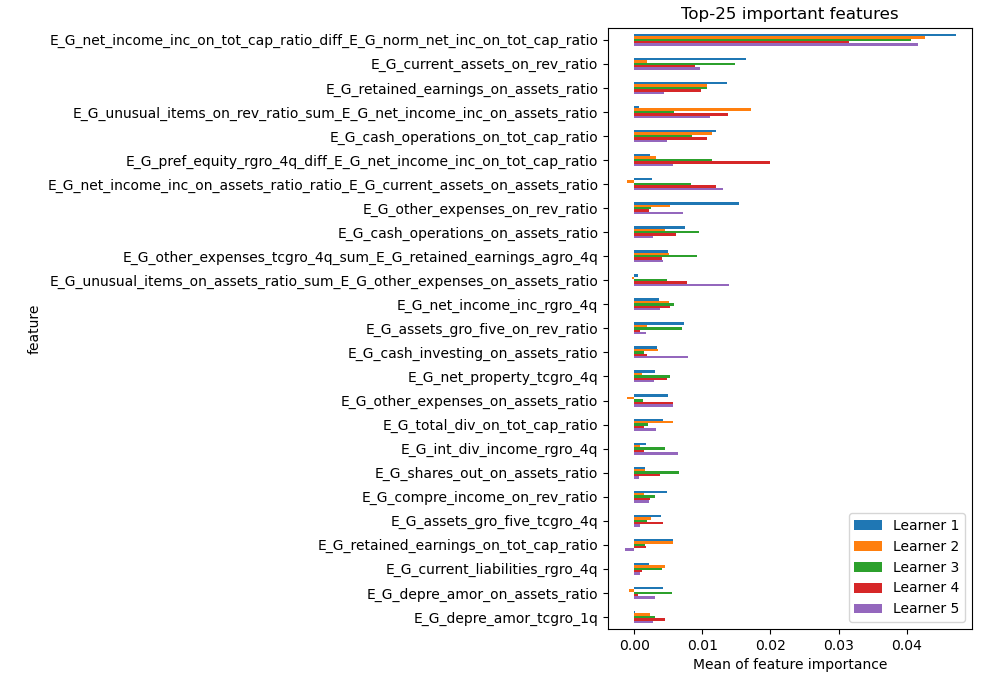 Top-25 important features
E_G_net_income_inc_on_tot_cap_ratio_diff_E_G_norm_net_inc_on_tot_cap_ratio
E_G_current_assets_on_rev_ratio
E_G_retained_earnings_on_assets_ratio
E_G_unusual_items_on_rev_ratio_sum_E_G_net_income_inc_on_assets_ratio
E_G_cash_operations_on_tot_cap_ratio
E_G_pref_equity_rgro_4q_diff_E_G_net_income_inc_on_tot_cap_ratio
E_G_net_income_inc_on_assets_ratio_ratio_E_G_current_assets_on_assets_ratio
E_G_other_expenses_on_rev_ratio
E_G_cash_operations_on_assets_ratio
E_G_other_expenses_tcgro_4q_sum_E_G_retained_earnings_agro_4q
E_G_unusual_items_on_assets_ratio_sum_E_G_other_expenses_on_assets_ratio
E_G_net_income_inc_rgro_4q
E_G_assets_gro_five_on_rev_ratio
E_G_cash_investing_on_assets_ratio
E_G_net_property_tcgro_4q
E_G_other_expenses_on_assets_ratio
E_G_total_div_on_tot_cap_ratio
E_G_int_div_income_rgro_4q
E_G_shares_out_on_assets_ratio
E_G_compre_income_on_rev_ratio
E_G_assets_gro_five_tcgro_4q
E_G_retained_earnings_on_tot_cap_ratio
E_G_current_liabilities_rgro_4q
E_G_depre_amor_on_assets_ratio
E_G_depre_amor_tcgro_1q
feature
Learner 1
Learner 2
Learner 3
Learner 4
Learner 5
0.00 0.01 0.02 0.03 0.04
Mean of feature importance